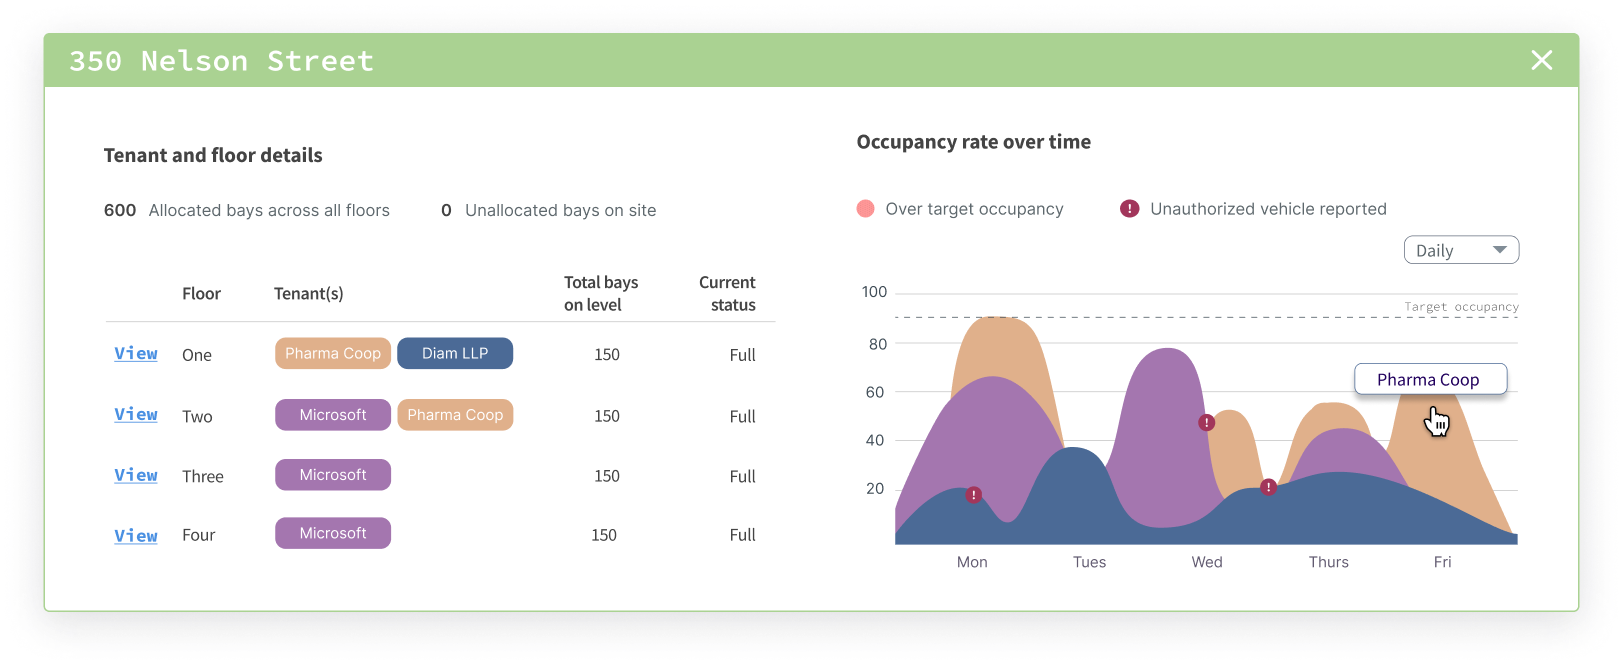 350 Nelson Street
Tenant and floor details
600 Allocated bays across all floors 0 Unallocated bays on site
Floor Tenant(s) Total bays on level Current status
View One Pharma Coop Diam LLP 150 Full
View Two Microsoft Pharma Coop 150 Full
View Three Microsoft 150 Full
View Four Microsoft 150 Full
Occupancy rate over time
Over target occupancy ! Unauthorized vehicle reported
Daily
100
Target occupancy
80
Pharma Coop
60
!
40
20
! !
Mon Tues Wed Thurs Fri